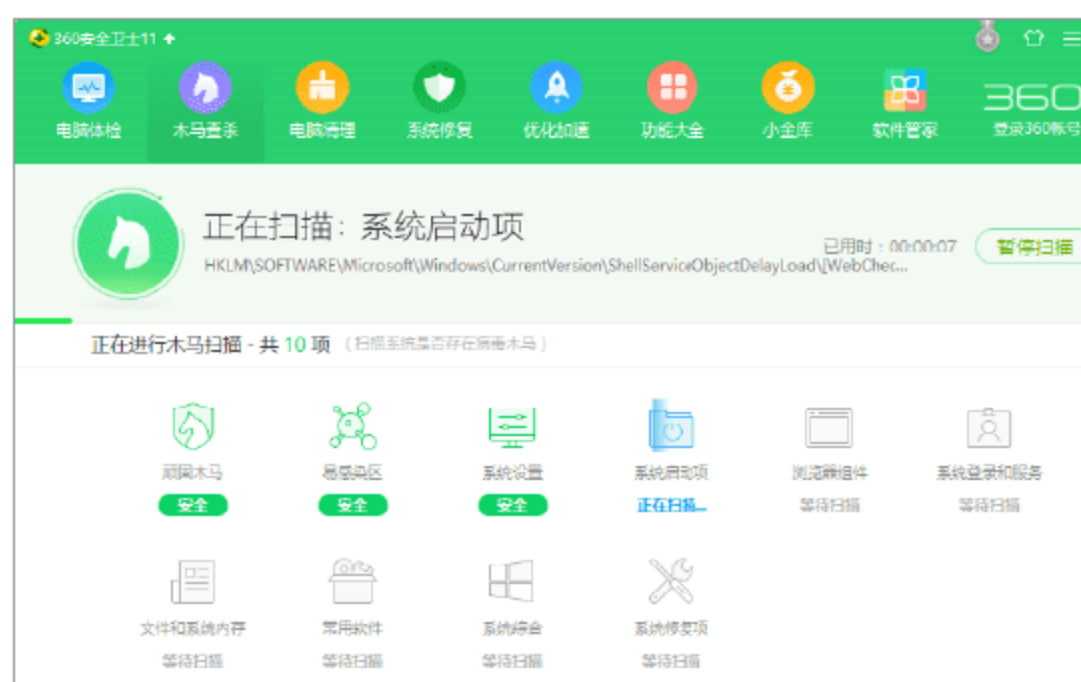 360安全卫士11
电脑体检 木马查杀 电脑清理 系统修复 优化加速 功能大全 小金库 软件管家
360
登录360帐号
正在扫描：系统启动项
HKLM\SOFTWARE\Microsoft\Windows\CurrentVersion\ShellServiceObjectDelayLoad\[WebChec...
已用时：00:00:07
暂停扫描
正在进行木马扫描 - 共 10 项 （扫描系统是否存在病毒木马）
顽固木马 易感染区 系统设置 系统启动项 浏览器组件 系统登录和服务
安全 安全 安全 正在扫描... 等待扫描 等待扫描
文件和系统内存 常用软件 系统综合 系统修复项
等待扫描 等待扫描 等待扫描 等待扫描